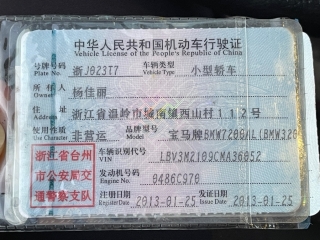 中华人民共和国机动车行驶证
Vehicle License of the People's Republic of China
号牌号码 浙J023T7 车辆类型 小型轿车
Plate No. Vehicle Type
所有人 杨佳丽
Owner
住址 浙江省温岭市城南镇西山村112号
Address
使用性质 非营运 品牌型号 宝马牌BMW7200AL(BMW320
Use Character Model
浙江省台州 车辆识别代号 LBV3M2109CMA36052
VIN
市公安局交 发动机号码 0486C970
Engine No.
通警察支队 注册日期 2013-01-25 发证日期 2013-01-25
Register Date Issue Date